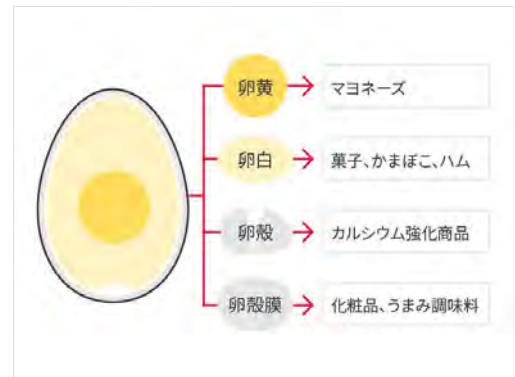 卵黄 マヨネーズ
卵白 菓子、かまぼこ、ハム
卵殻 カルシウム強化商品
卵殻膜 化粧品、うまみ調味料